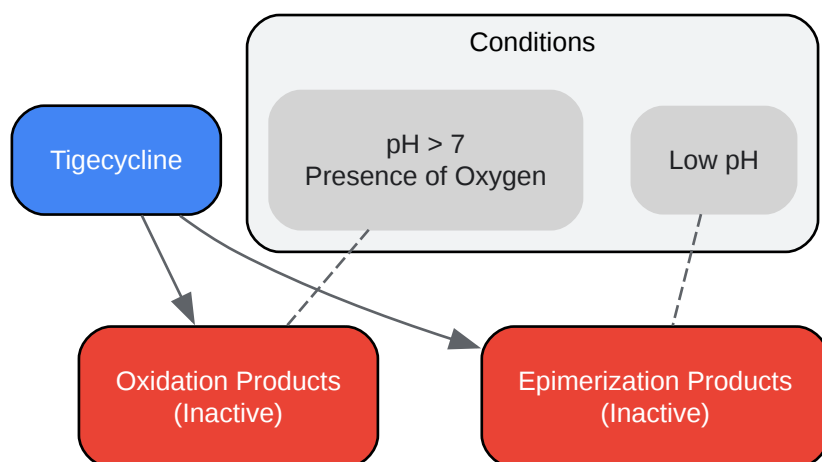 Conditions
Tigecycline
pH > 7
Presence of Oxygen
Low pH
Oxidation Products
(Inactive)
Epimerization Products
(Inactive)